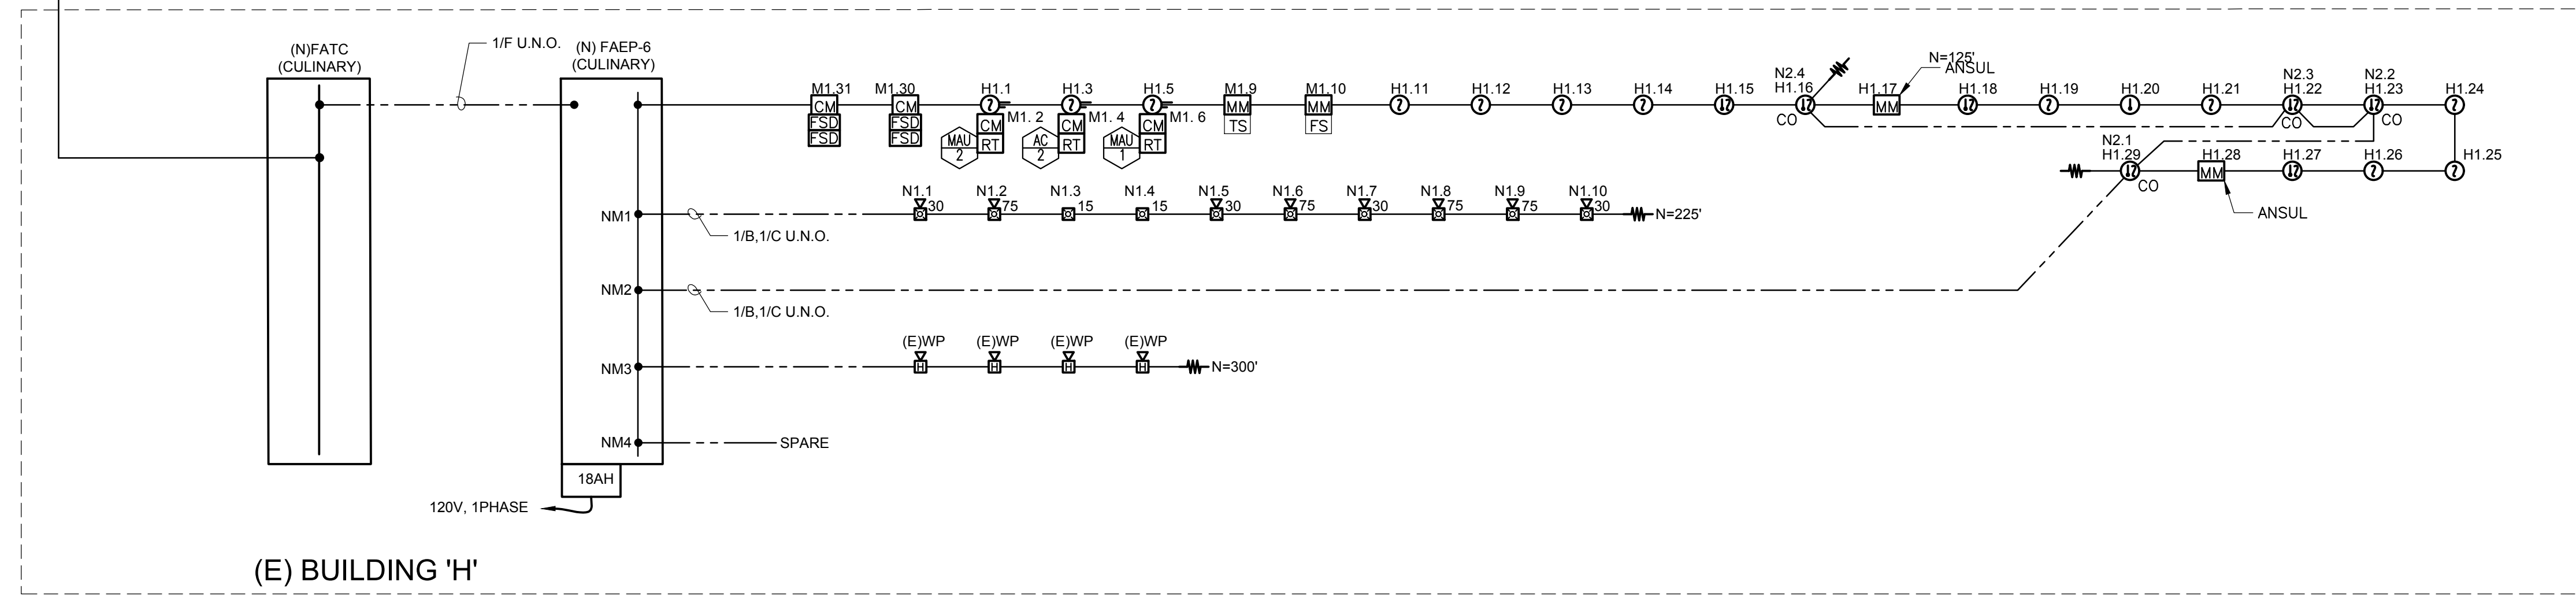 (N)FATC
(CULINARY)
1/F U.N.O.
(N) FAEP-6
(CULINARY)
M1.31
CM
FSD
FSD
M1.30
CM
FSD
FSD
H1.1
M1. 2
CM
RT
MAU
2
H1.3
M1. 4
CM
RT
AC
2
H1.5
M1. 6
CM
RT
MAU
1
M1.9
MM
TS
M1.10
MM
FS
H1.11
H1.12
H1.13
H1.14
H1.15
N2.4
H1.16
CO
N=125'
ANSUL
H1.17
MM
H1.18
H1.19
H1.20
H1.21
N2.3
H1.22
CO
N2.2
H1.23
CO
H1.24
N2.1
H1.29
CO
H1.28
MM
ANSUL
H1.27
H1.26
H1.25
NM1
1/B,1/C U.N.O.
N1.1
30
N1.2
75
N1.3
15
N1.4
15
N1.5
30
N1.6
75
N1.7
30
N1.8
75
N1.9
75
N1.10
30
N=225'
NM2
1/B,1/C U.N.O.
NM3
(E)WP
H
(E)WP
H
(E)WP
H
(E)WP
H
N=300'
NM4
SPARE
18AH
120V, 1PHASE
(E) BUILDING 'H'